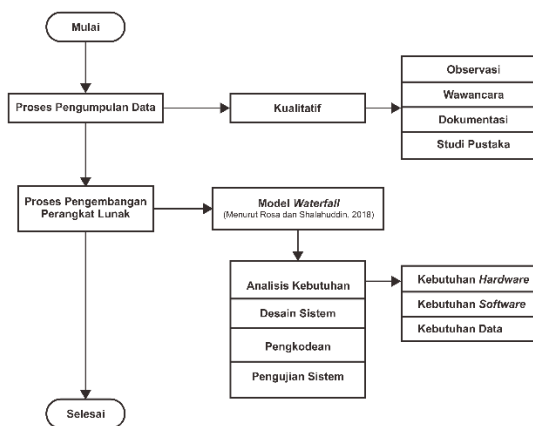 Mulai
Proses Pengumpulan Data
Kualitatif
Observasi
Wawancara
Dokumentasi
Studi Pustaka
Proses Pengembangan
Perangkat Lunak
Model Waterfall
(Menurut Rosa dan Shalahuddin. 2018)
Analisis Kebutuhan
Desain Sistem
Pengkodean
Pengujian Sistem
Kebutuhan Hardware
Kebutuhan Software
Kebutuhan Data
Selesai